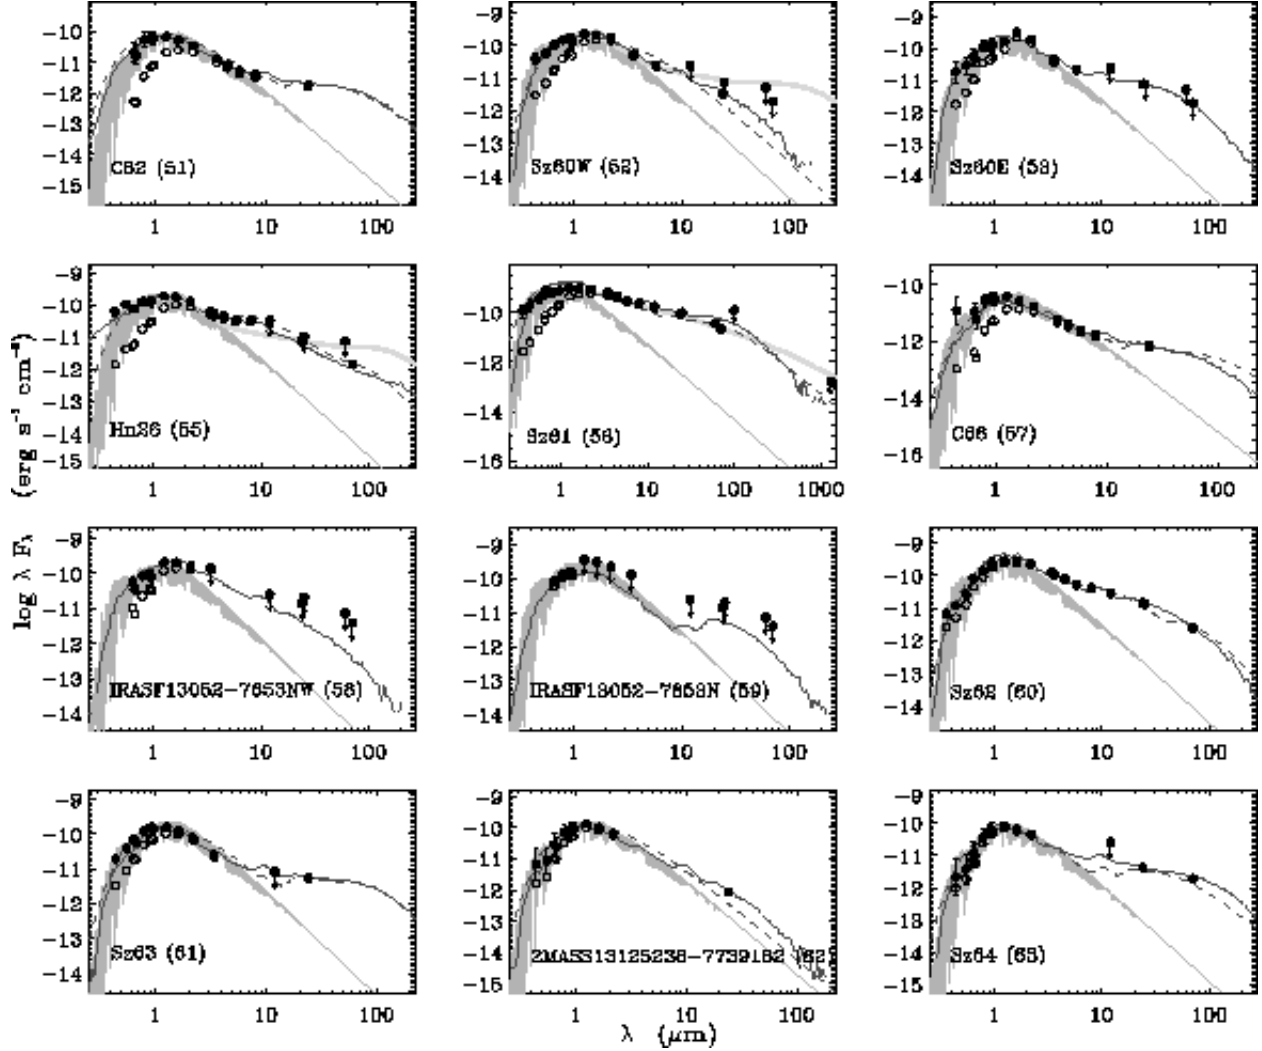 −10
−11
−12
−13
−14
−15
C62 (51)
1 10 100
−9
−10
−11
−12
−13
−14
Sz60W (52)
1 10 100
−9
−10
−11
−12
−13
−14
Sz60E (53)
1 10 100
−9
−10
−11
−12
−13
−14
−15
Hn26 (55)
1 10 100
−10
−12
−14
−16
Sz61 (56)
1 10 100 1000
−10
−12
−14
−16
C66 (57)
1 10 100
log λ Fλ (erg s⁻¹ cm⁻²)
−9
−10
−11
−12
−13
−14
IRASF13052−7653NW (58)
1 10 100
−9
−10
−11
−12
−13
−14
IRASF13052−7653N (59)
1 10 100
−9
−10
−11
−12
−13
−14
Sz62 (60)
1 10 100
−9
−10
−11
−12
−13
−14
Sz63 (61)
1 10 100
−9
−10
−11
−12
−13
−14
−15
2MASS13125238−7739182 (62)
1 10 100
−9
−10
−11
−12
−13
−14
−15
Sz64 (63)
1 10 100
λ (μm)